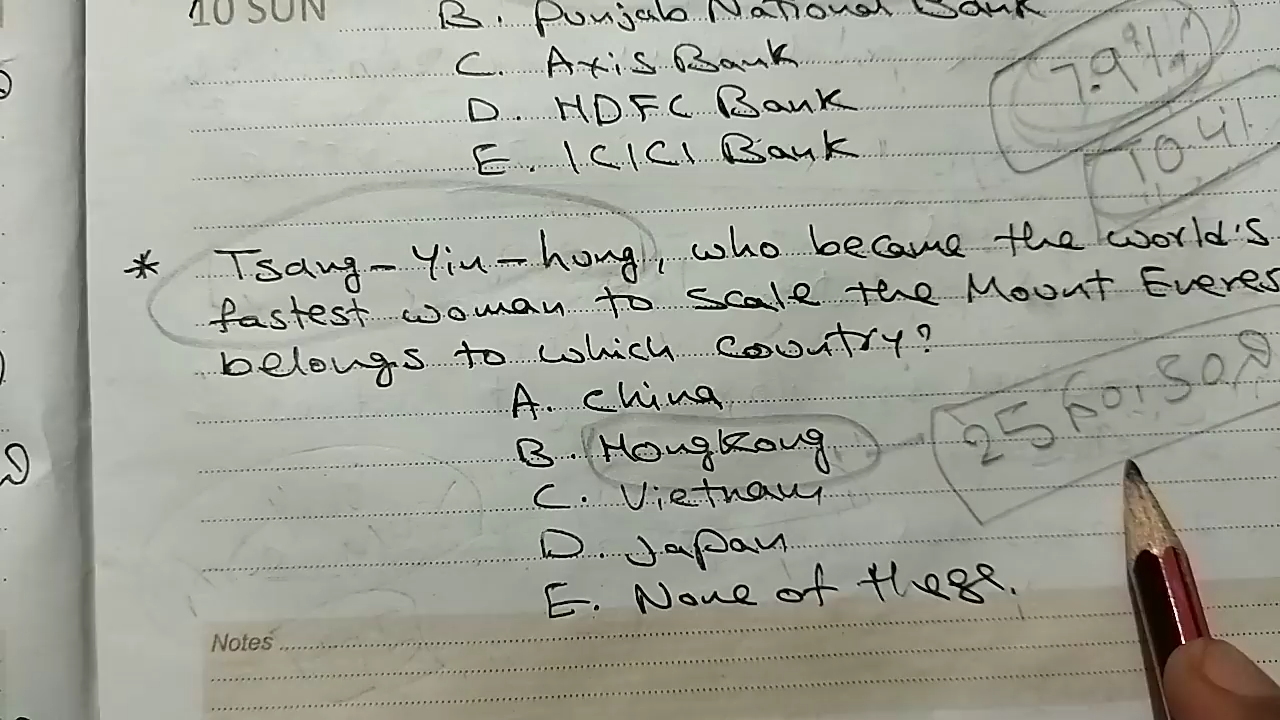 10 SUN
B. Punjab National Bank
C. Axis Bank
7.9%
D. HDFC Bank
10.4%
E. ICICI Bank
* Tsang-Yin-hung, who became the world's
fastest woman to scale the Mount Everes
belongs to which country?
A. China
B. HongKong
25
C. Vietnam
D. Japan
E. None of these.
Notes